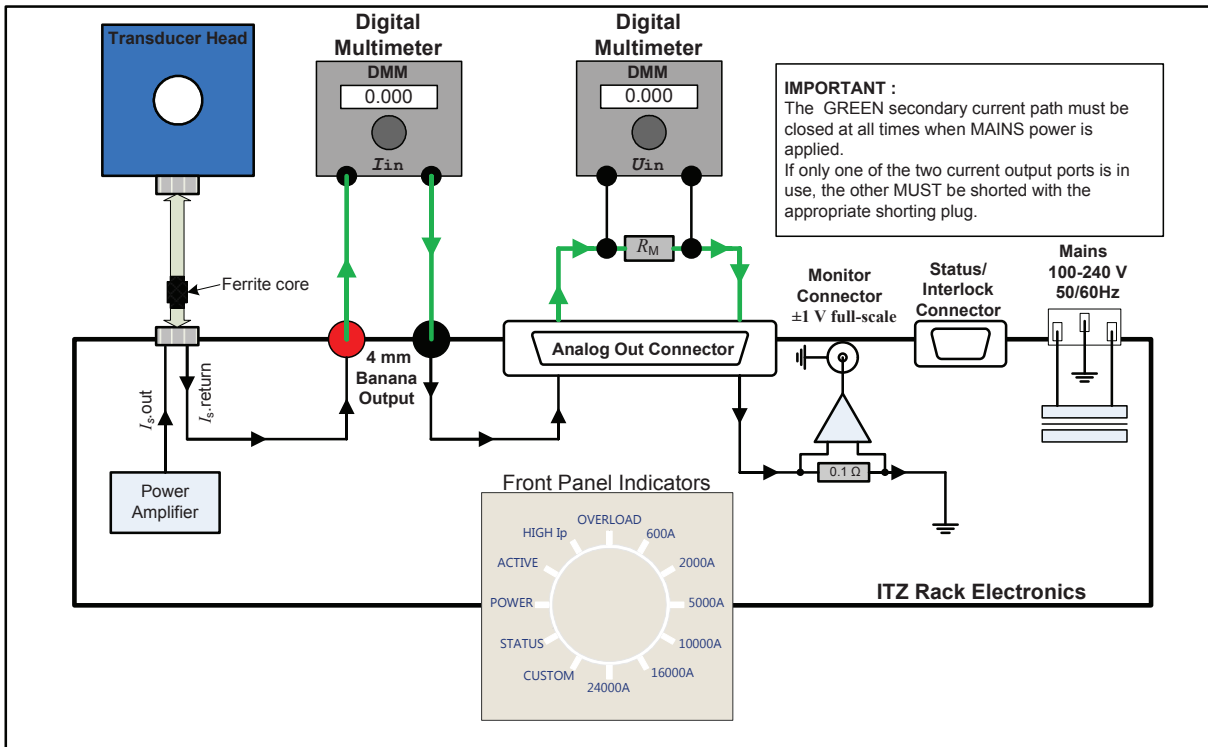 Transducer Head
Digital
Multimeter
DMM
0.000
Iin
Digital
Multimeter
DMM
0.000
Uin
IMPORTANT :
The GREEN secondary current path must be
closed at all times when MAINS power is
applied.
If only one of the two current output ports is in
use, the other MUST be shorted with the
appropriate shorting plug.
RM
Ferrite core
Monitor
Connector
±1 V full-scale
Status/
Interlock
Connector
Mains
100-240 V
50/60Hz
Analog Out Connector
4 mm
Banana
Output
Is.out
Is.return
Power
Amplifier
0.1 Ω
Front Panel Indicators
OVERLOAD
HIGH Ip
600A
ACTIVE
2000A
POWER
5000A
STATUS
10000A
CUSTOM
16000A
24000A
ITZ Rack Electronics